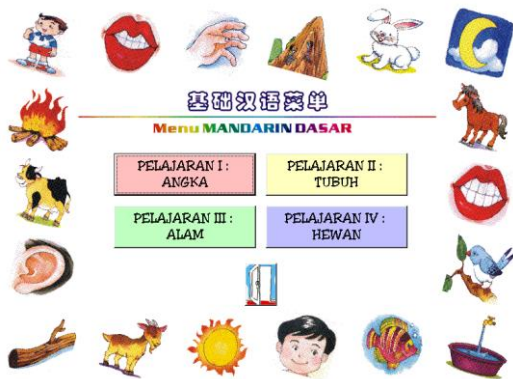 基础汉语菜单
Menu MANDARIN DASAR
PELAJARAN I :
ANGKA
PELAJARAN II :
TUBUH
PELAJARAN III :
ALAM
PELAJARAN IV :
HEWAN